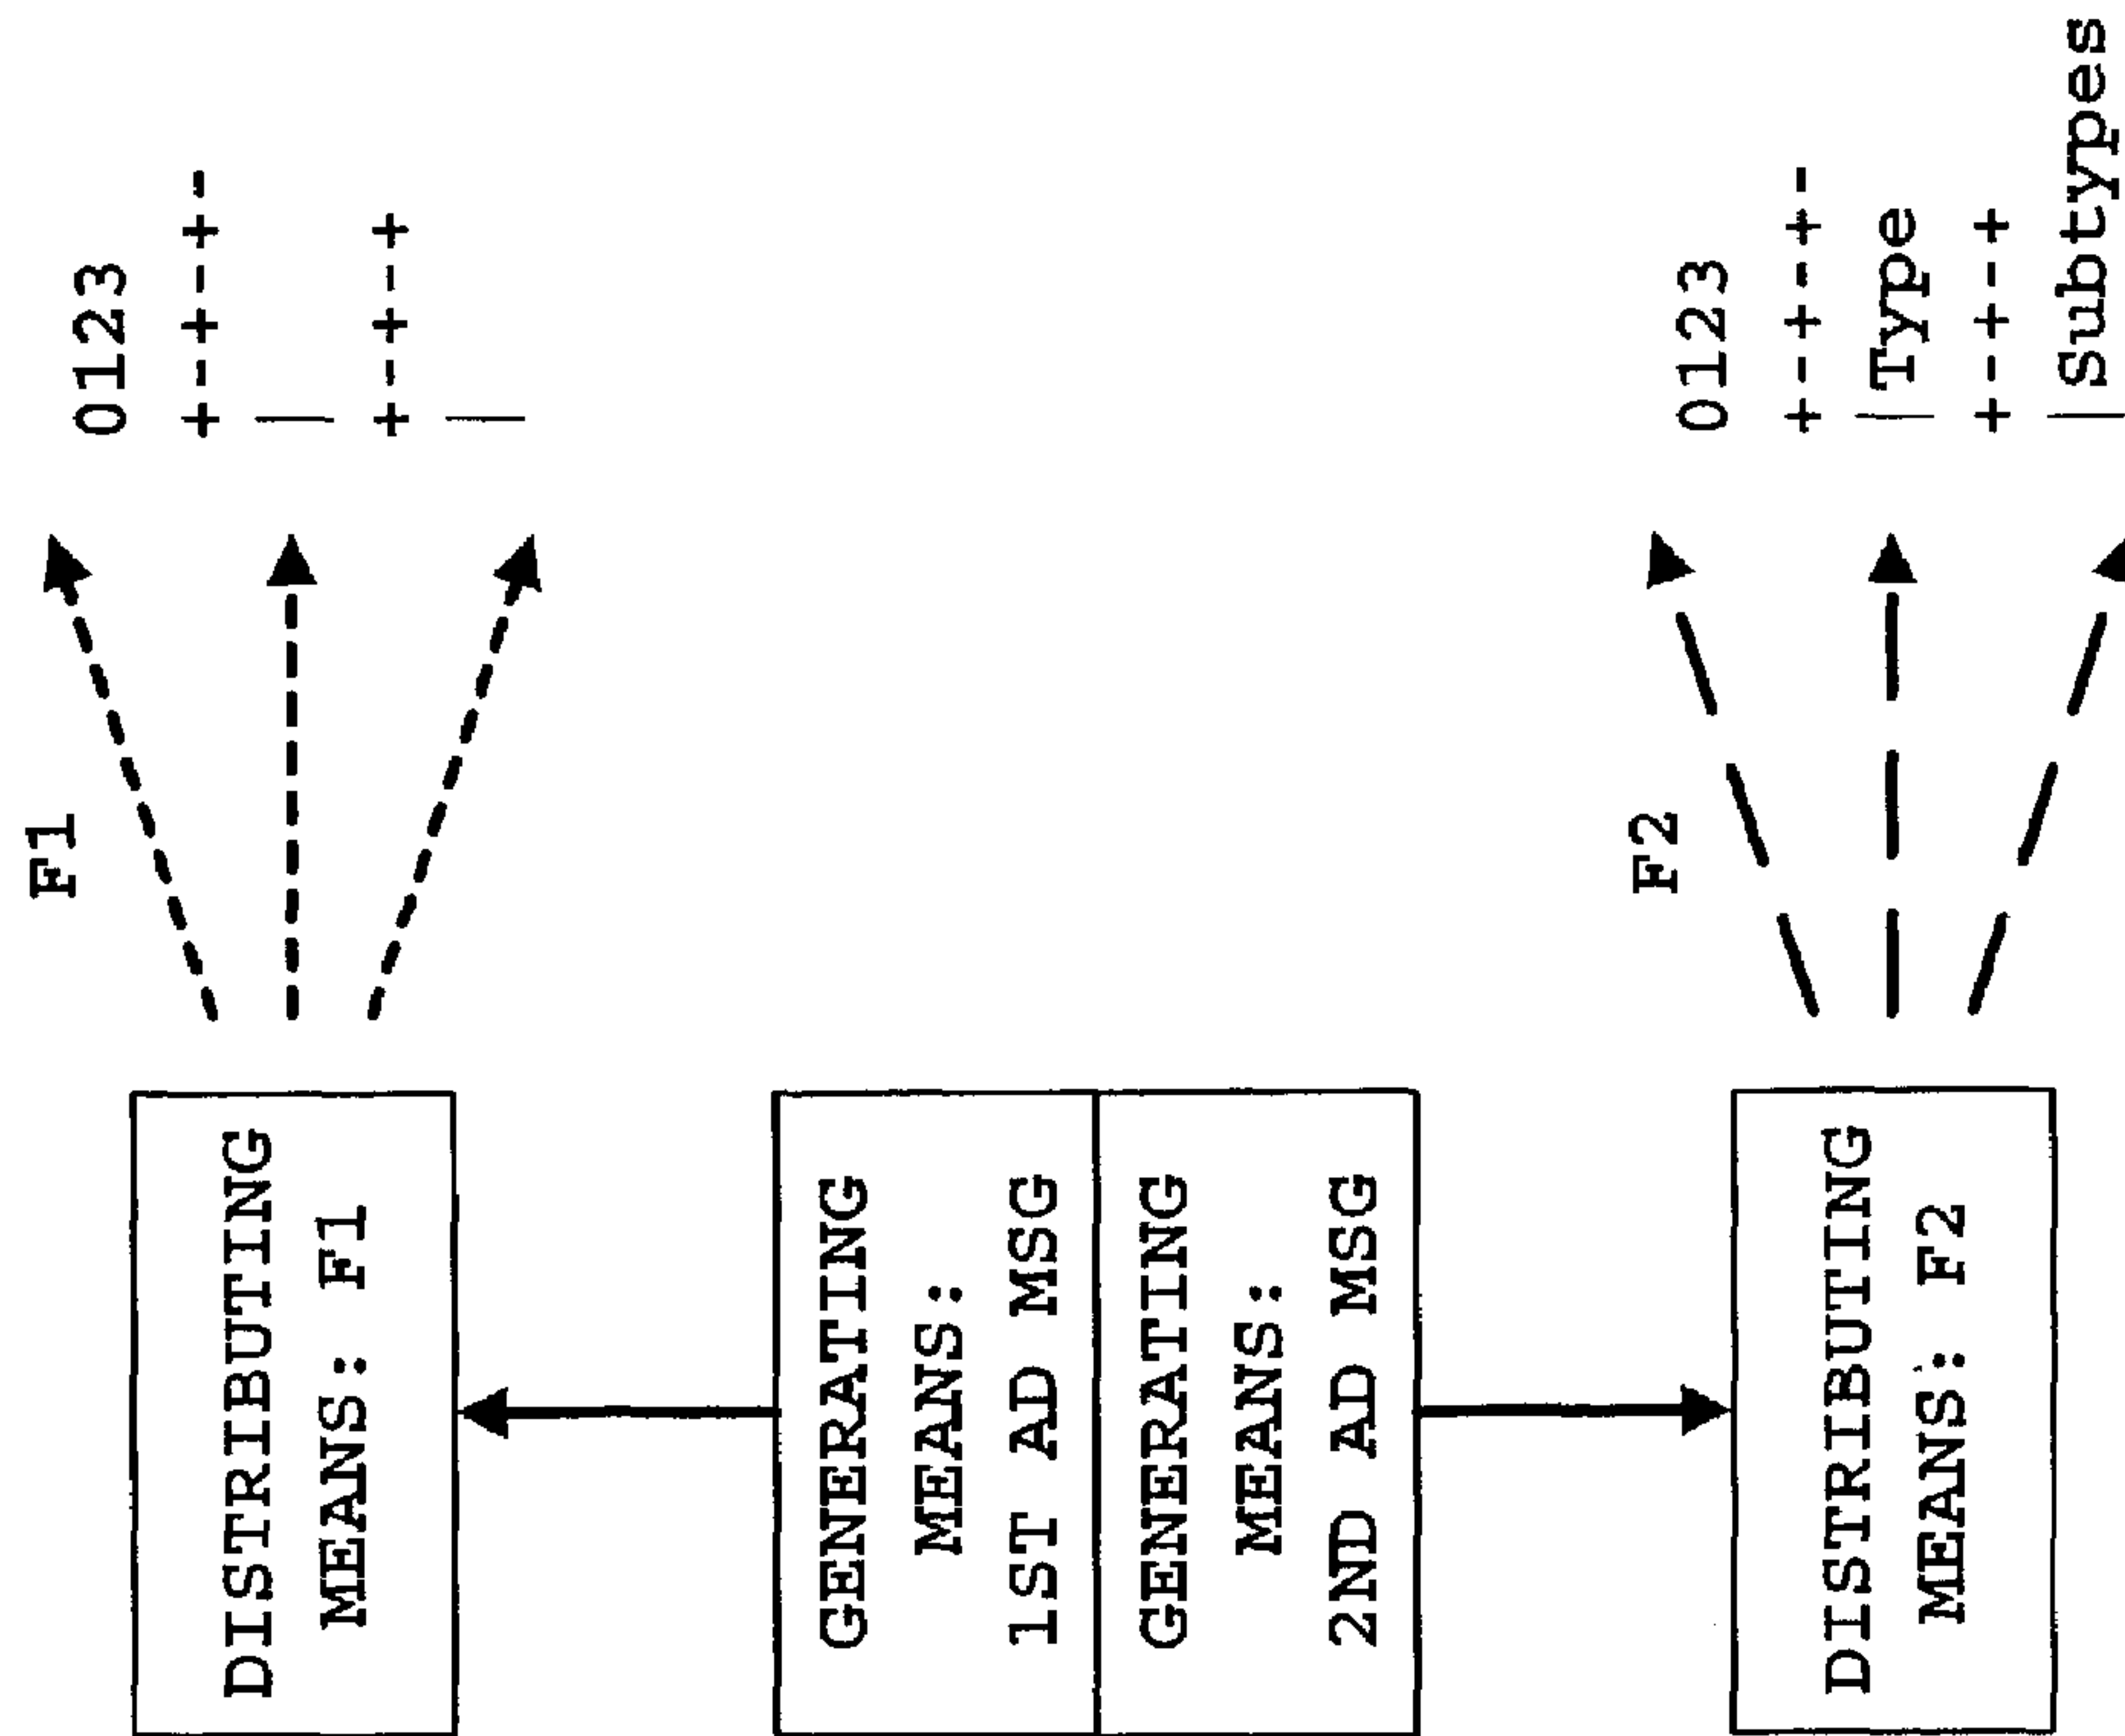 DISTRIBUTING
MEANS: F1
F1
0123
+-+-+-
|
+-+-+
|
GENERATING
MEANS:
1ST AD MSG
GENERATING
MEANS:
2ND AD MSG
DISTRIBUTING
MEANS: F2
F2
0123
+-+-+-
|Type
+-+-+
|Subtypes